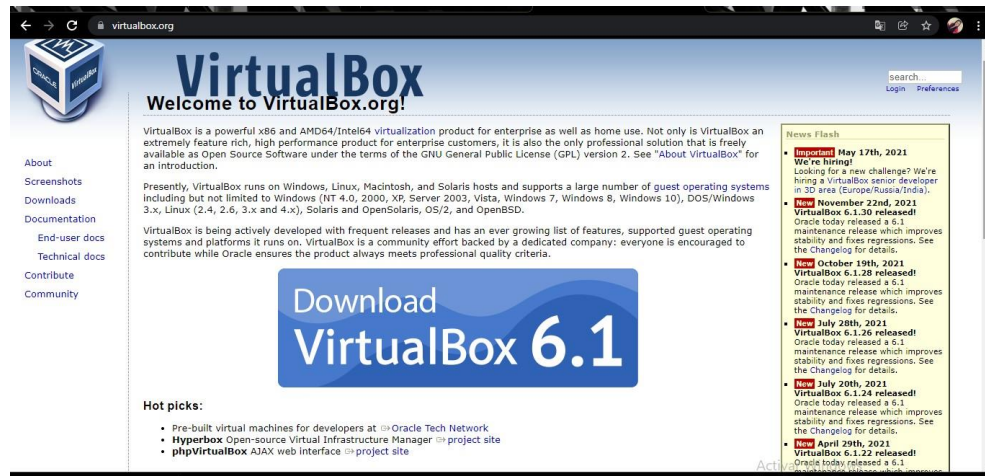 virtualbox.org
ORACLE
VirtualBox
VirtualBox
search...
Login Preferences
Welcome to VirtualBox.org!
VirtualBox is a powerful x86 and AMD64/Intel64 virtualization product for enterprise as well as home use. Not only is VirtualBox an
extremely feature rich, high performance product for enterprise customers, it is also the only professional solution that is freely
available as Open Source Software under the terms of the GNU General Public License (GPL) version 2. See "About VirtualBox" for
an introduction.
Presently, VirtualBox runs on Windows, Linux, Macintosh, and Solaris hosts and supports a large number of guest operating systems
including but not limited to Windows (NT 4.0, 2000, XP, Server 2003, Vista, Windows 7, Windows 8, Windows 10), DOS/Windows
3.x, Linux (2.4, 2.6, 3.x and 4.x), Solaris and OpenSolaris, OS/2, and OpenBSD.
VirtualBox is being actively developed with frequent releases and has an ever growing list of features, supported guest operating
systems and platforms it runs on. VirtualBox is a community effort backed by a dedicated company: everyone is encouraged to
contribute while Oracle ensures the product always meets professional quality criteria.
Download
VirtualBox 6.1
Hot picks:
Pre-built virtual machines for developers at Oracle Tech Network
Hyperbox Open-source Virtual Infrastructure Manager project site
phpVirtualBox AJAX web interface project site
About
Screenshots
Downloads
Documentation
End-user docs
Technical docs
Contribute
Community
News Flash
Important May 17th, 2021
We're hiring!
Looking for a new challenge? We're
hiring a VirtualBox senior developer
in 3D area (Europe/Russia/India).
New November 22nd, 2021
VirtualBox 6.1.30 released!
Oracle today released a 6.1
maintenance release which improves
stability and fixes regressions. See
the Changelog for details.
New October 19th, 2021
VirtualBox 6.1.28 released!
Oracle today released a 6.1
maintenance release which improves
stability and fixes regressions. See
the Changelog for details.
New July 28th, 2021
VirtualBox 6.1.26 released!
Oracle today released a 6.1
maintenance release which improves
stability and fixes regressions. See
the Changelog for details.
New July 20th, 2021
VirtualBox 6.1.24 released!
Oracle today released a 6.1
maintenance release which improves
stability and fixes regressions. See
the Changelog for details.
New April 29th, 2021
VirtualBox 6.1.22 released!
Oracle today released a 6.1
maintenance release which improves